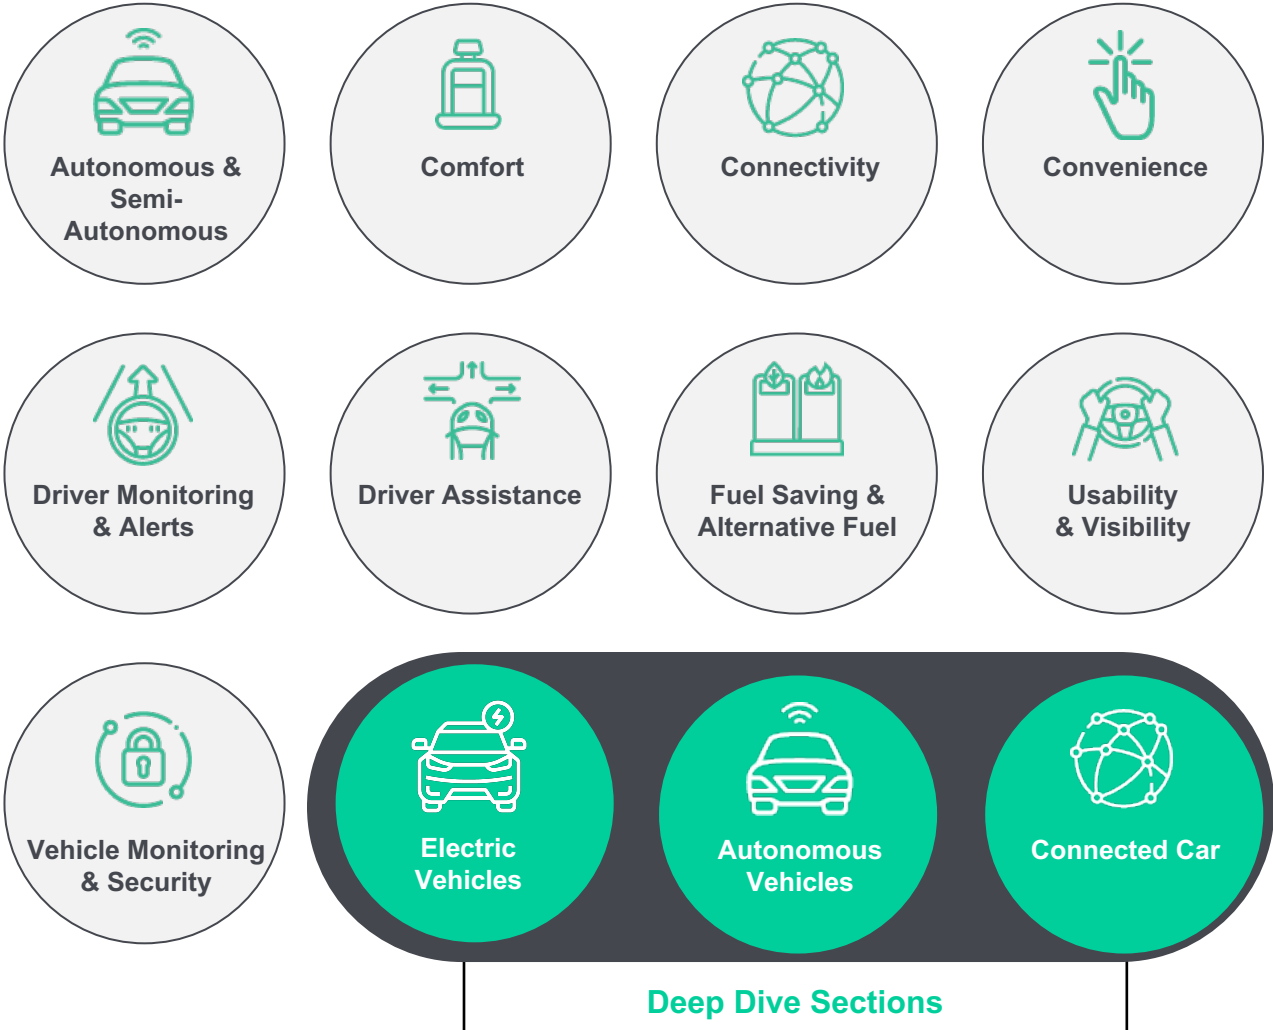 Autonomous &
Semi-
Autonomous
Comfort
Connectivity
Convenience
Driver Monitoring
& Alerts
Driver Assistance
Fuel Saving &
Alternative Fuel
Usability
& Visibility
Vehicle Monitoring
& Security
Electric
Vehicles
Autonomous
Vehicles
Connected Car
Deep Dive Sections